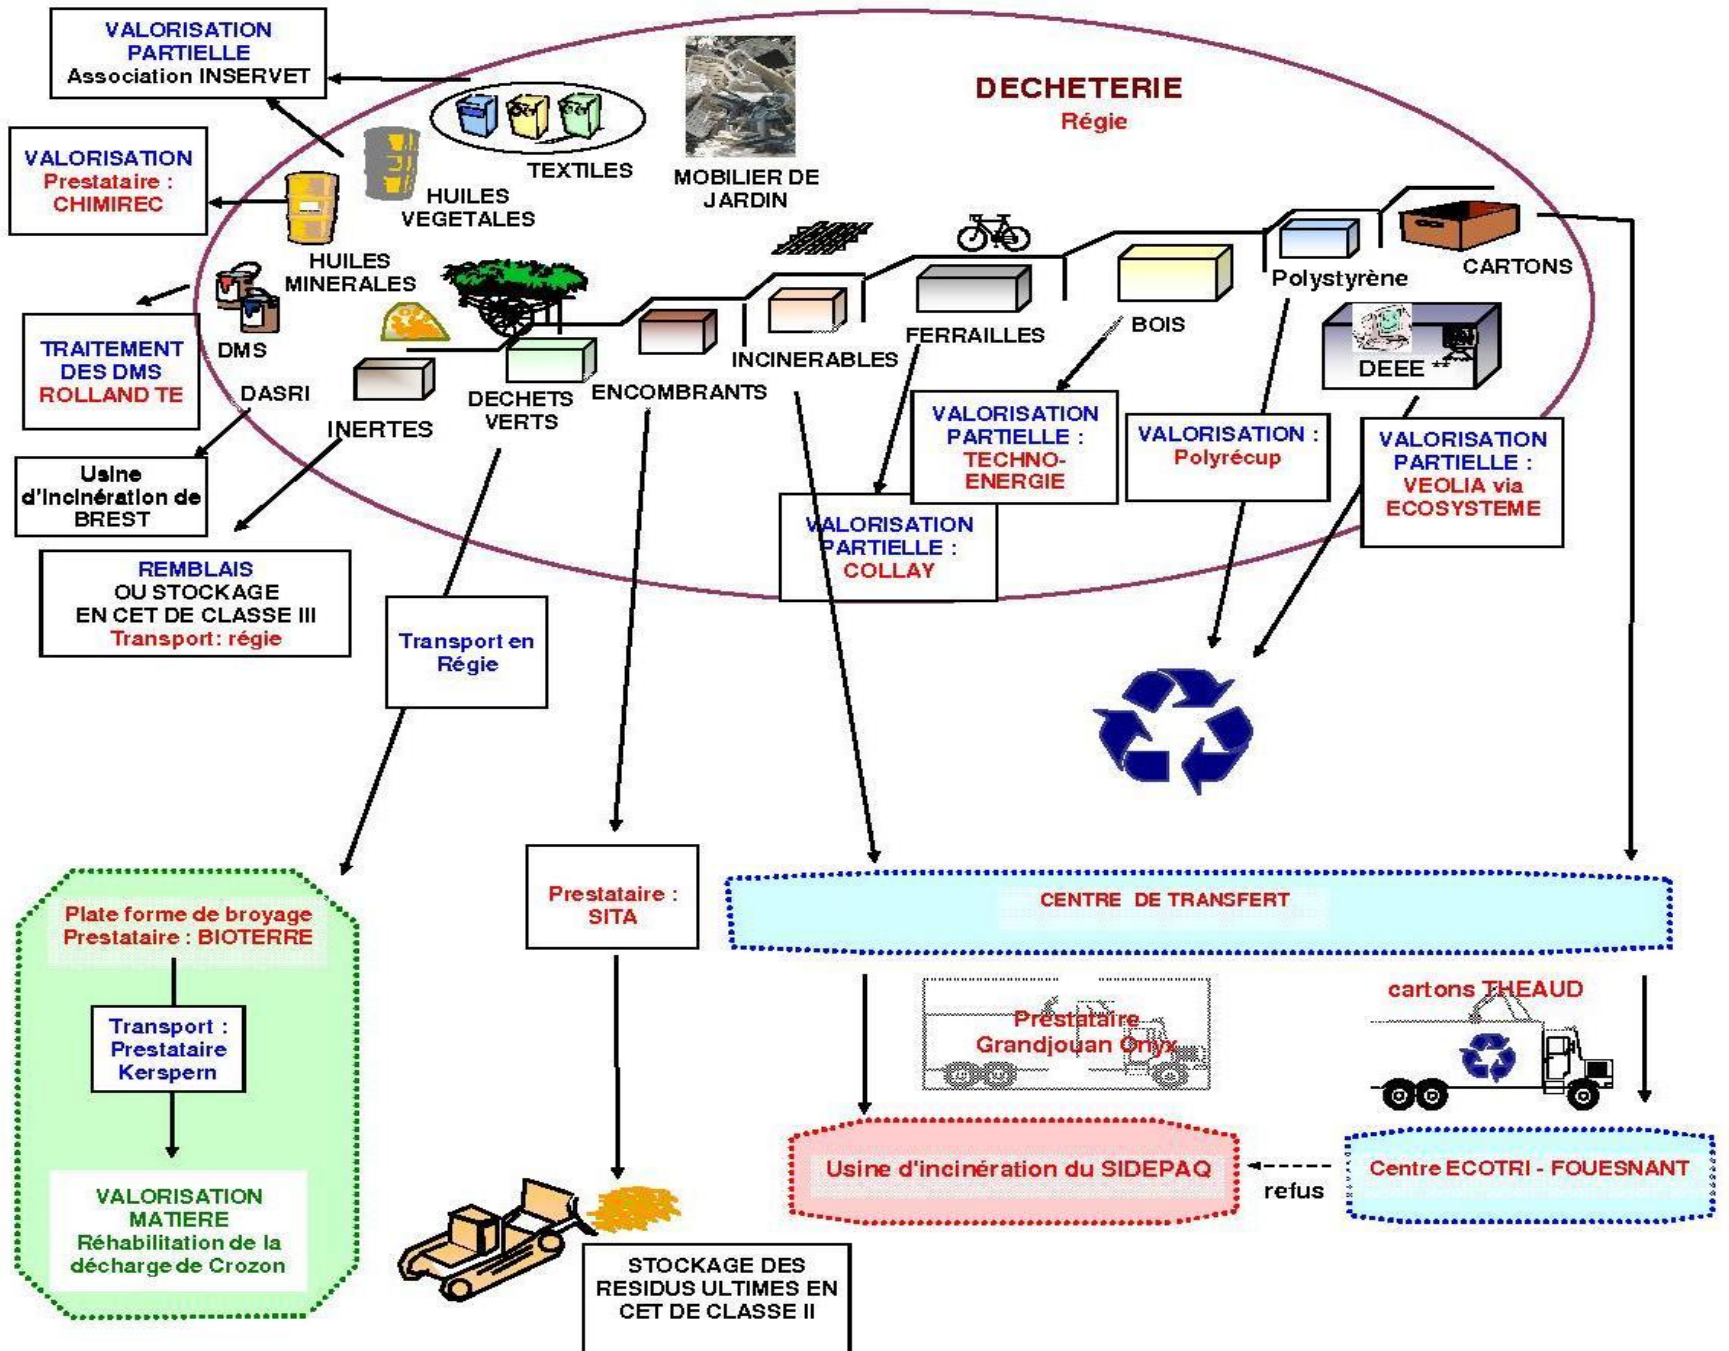 VALORISATION
PARTIELLE
Association INSERVET
DECHETERIE
Régie
VALORISATION
Prestataire :
CHIMIREC
TEXTILES
MOBILIER DE
JARDIN
HUILES
VEGETALES
HUILES
MINERALES
CARTONS
Polystyrène
BOIS
FERRAILLES
INCINERABLES
ENCOMBRANTS
DECHETS
VERTS
INERTES
DMS
DASRI
DEEE **
TRAITEMENT
DES DMS
ROLLAND TE
Usine
d'incinération de
BREST
REMBLAIS
OU STOCKAGE
EN CET DE CLASSE III
Transport: régie
VALORISATION
PARTIELLE :
TECHNO-
ENERGIE
VALORISATION :
Polyrécup
VALORISATION
PARTIELLE :
VEOLIA via
ECOSYSTEME
VALORISATION
PARTIELLE :
COLLAY
Transport en
Régie
Plate forme de broyage
Prestataire : BIOTERRE
Transport :
Prestataire
Kerspern
VALORISATION
MATIERE
Réhabilitation de la
décharge de Crozon
Prestataire :
SITA
STOCKAGE DES
RESIDUS ULTIMES EN
CET DE CLASSE II
CENTRE DE TRANSFERT
Prestataire
Grandjouan Onyx
cartons THEAUD
Usine d'incinération du SIDEPAQ
refus
Centre ECOTRI - FOUESNANT